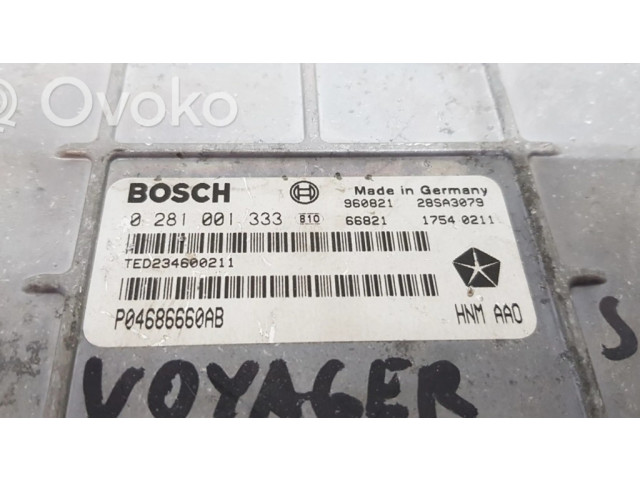 Ovoko
BOSCH Made in Germany
0 281 001 333 B10 960821 28SA3079
66821 1754 0211
TED234600211
P04686660AB HNM AAO
VOYAGER
S